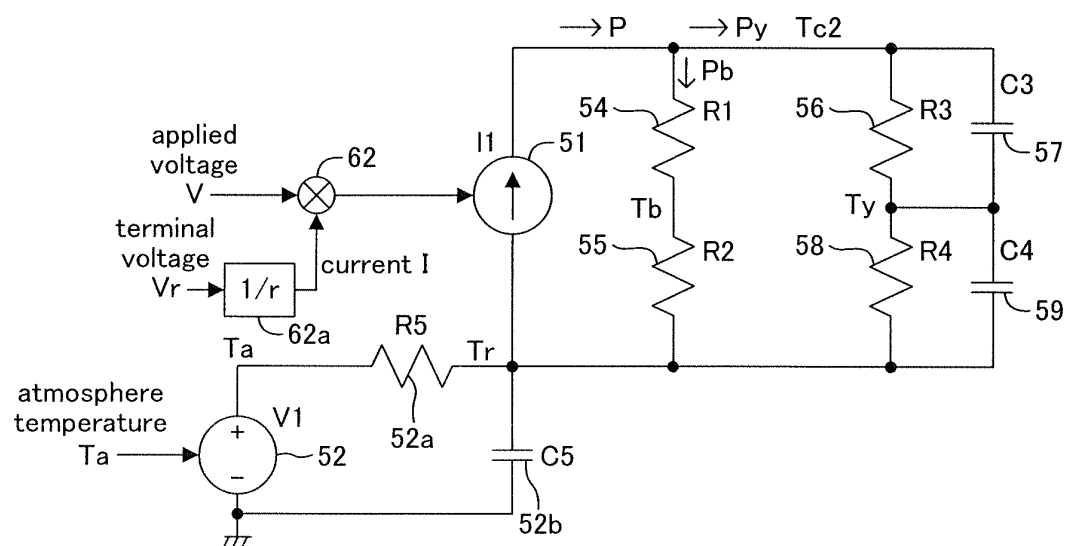 P
Py
Tc2
Pb
54
R1
56
R3
C3
57
applied
voltage
V
62
I1
51
Tb
Ty
terminal
voltage
Vr
1/r
current I
62a
55
R2
58
R4
C4
59
R5
Ta
Tr
52a
atmosphere
temperature
Ta
V1
+
−
52
C5
52b